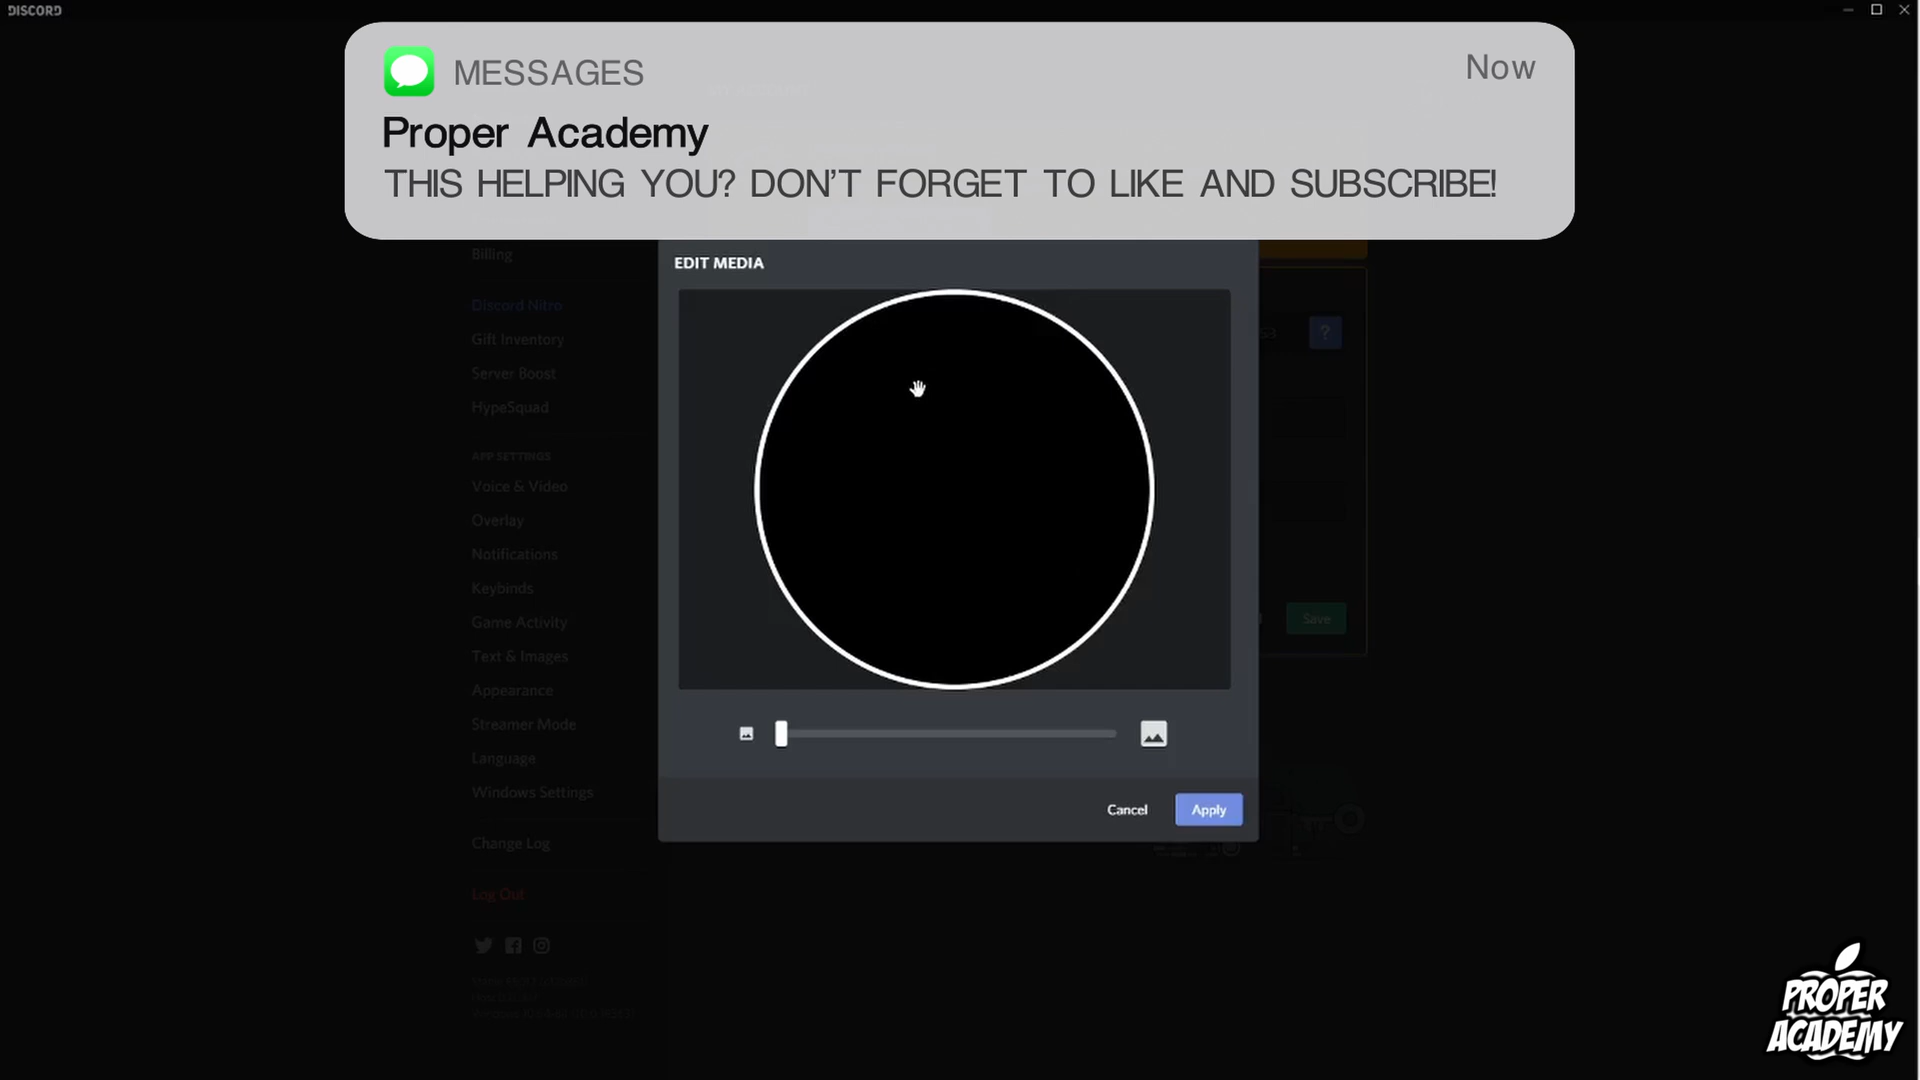 DISCORD
MESSAGES
Now
Proper Academy
THIS HELPING YOU? DON'T FORGET TO LIKE AND SUBSCRIBE!
Billing
EDIT MEDIA
Discord Nitro
Gift Inventory
?
Server Boost
HypeSquad
APP SETTINGS
Voice & Video
Overlay
Notifications
Keybinds
Game Activity
Save
Text & Images
Appearance
Streamer Mode
Language
Windows Settings
Cancel
Apply
Change Log
Log Out
PROPER
ACADEMY